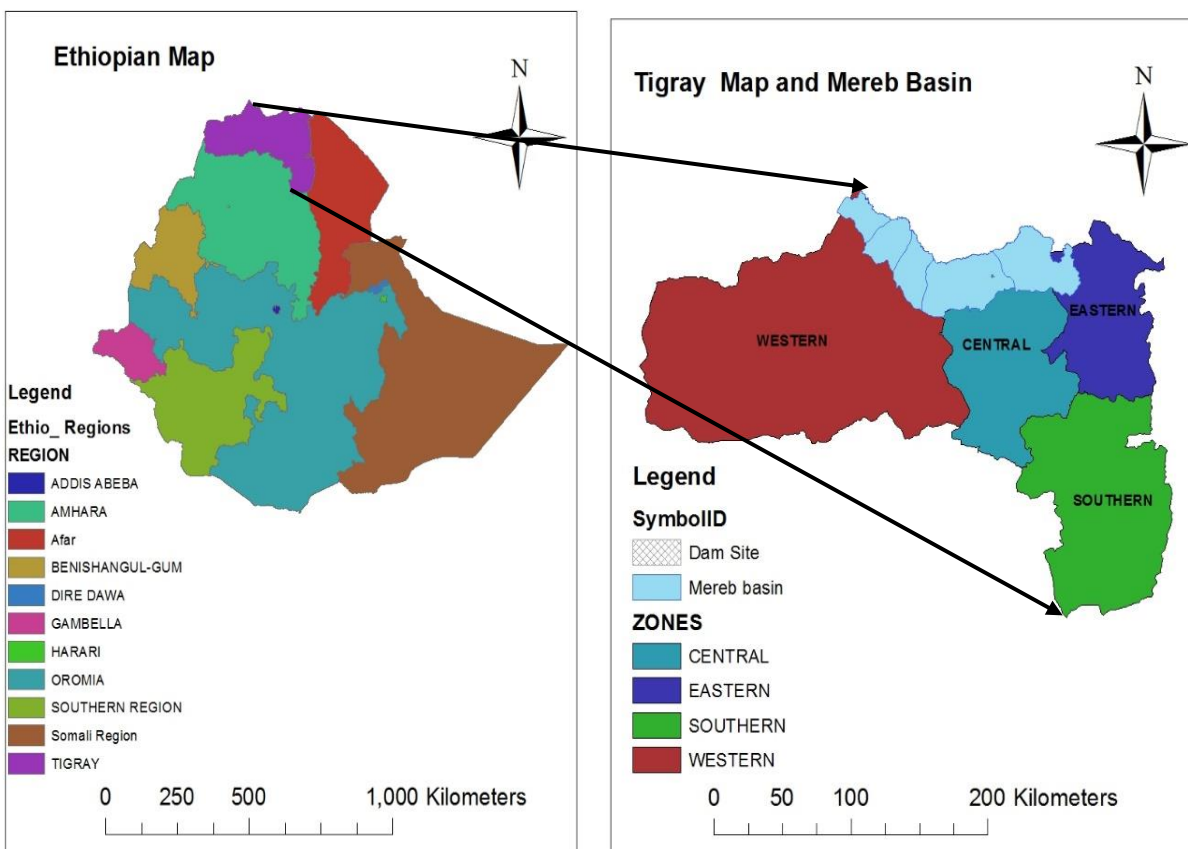 Ethiopian Map
N
Legend
Ethio_ Regions
REGION
ADDIS ABEBA
AMHARA
Afar
BENISHANGUL-GUM
DIRE DAWA
GAMBELLA
HARARI
OROMIA
SOUTHERN REGION
Somali Region
TIGRAY
0 250 500 1,000 Kilometers
Tigray Map and Mereb Basin
N
WESTERN
CENTRAL
EASTERN
SOUTHERN
Legend
SymbolID
Dam Site
Mereb basin
ZONES
CENTRAL
EASTERN
SOUTHERN
WESTERN
0 50 100 200 Kilometers